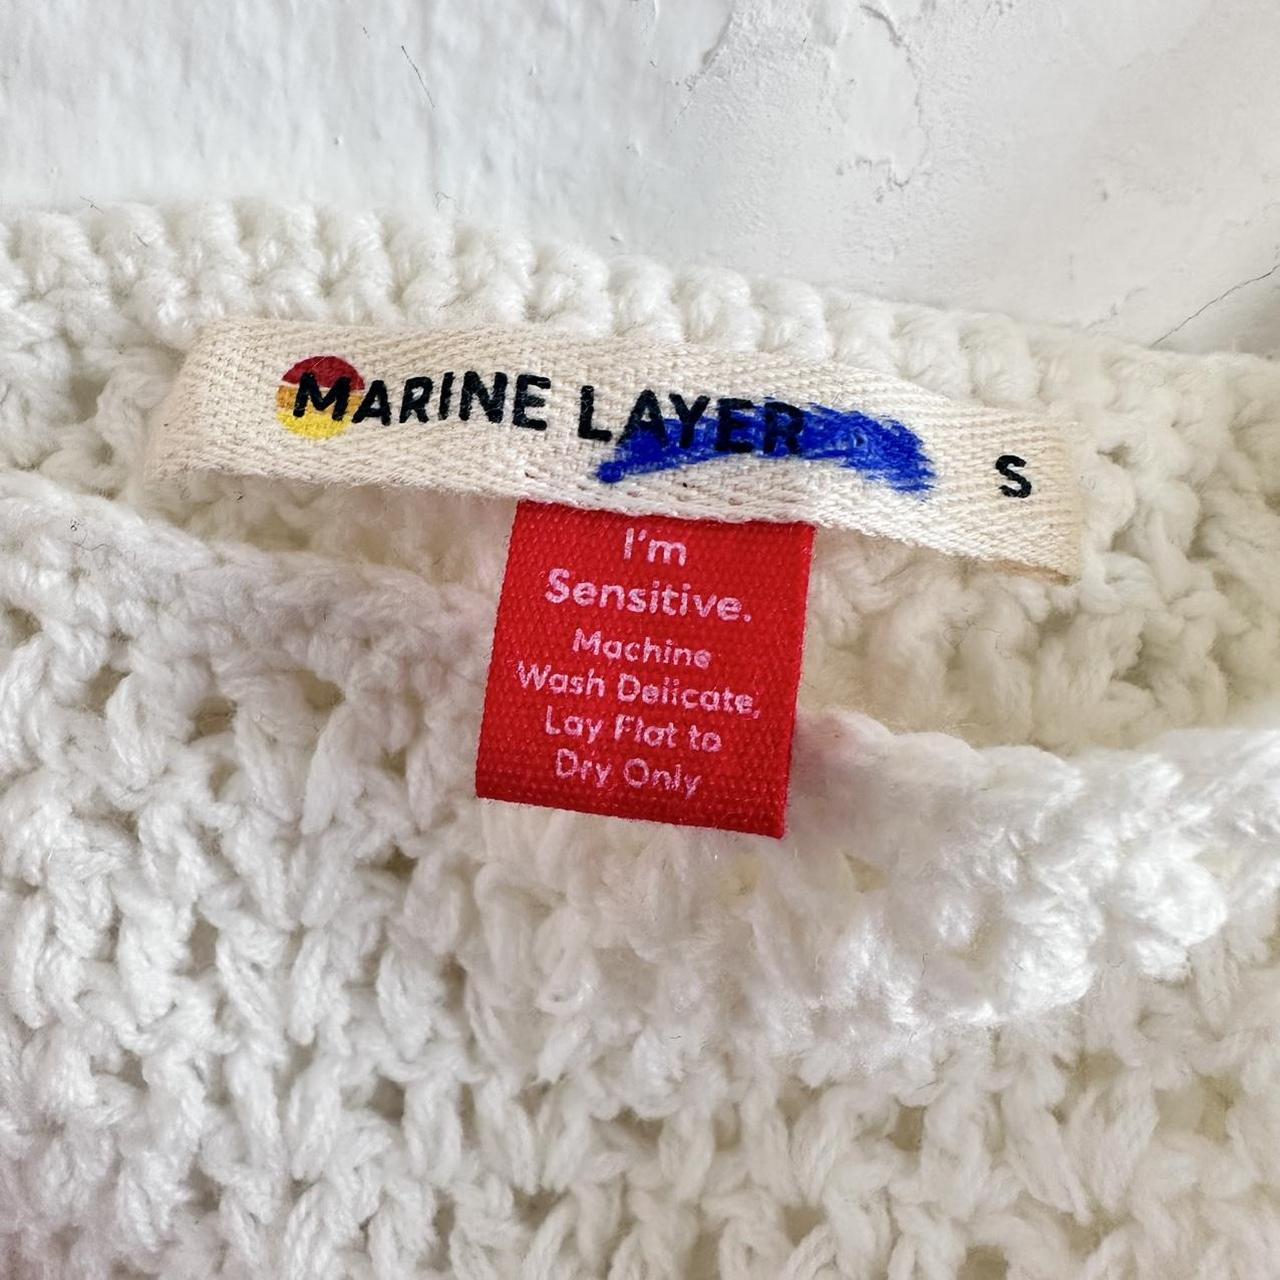 MARINE LAYER
S
I'm
Sensitive.
Machine
Wash Delicate,
Lay Flat to
Dry Only